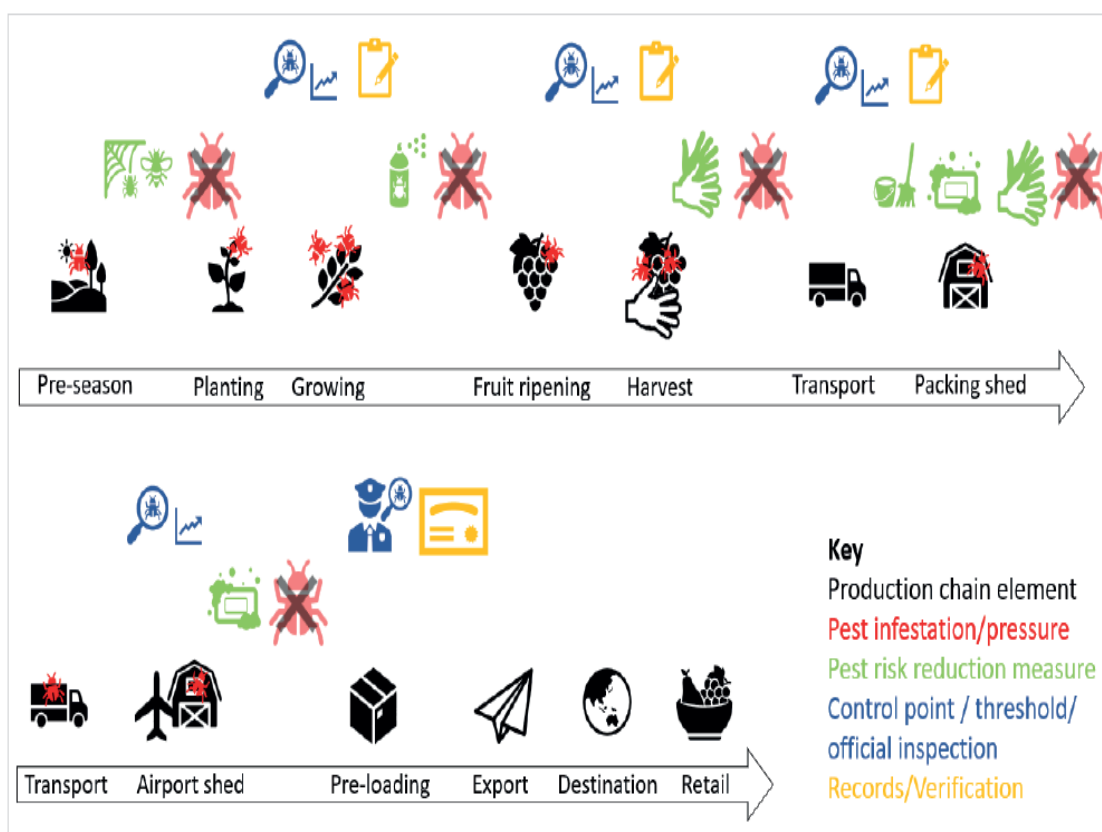 Pre-season Planting Growing Fruit ripening Harvest Transport Packing shed
Transport Airport shed Pre-loading Export Destination Retail
Key
Production chain element
Pest infestation/pressure
Pest risk reduction measure
Control point / threshold/
official inspection
Records/Verification